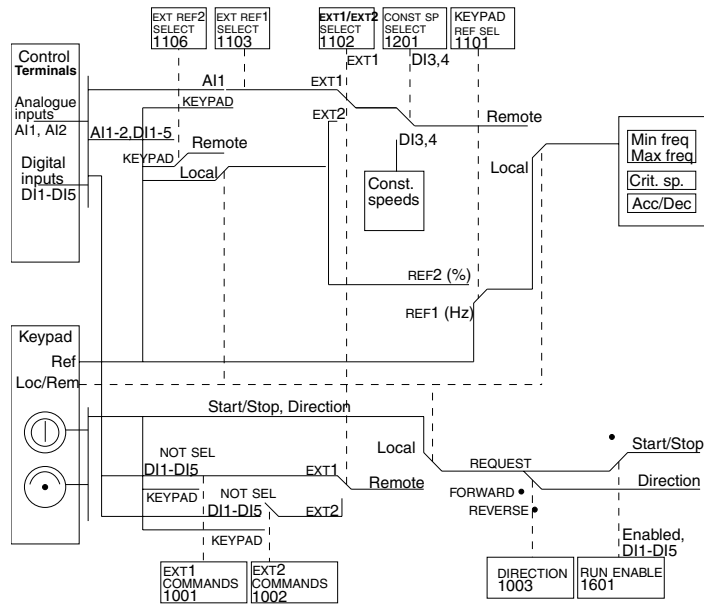 EXT REF2
SELECT
1106
EXT REF1
SELECT
1103
EXT1/EXT2
SELECT
1102
CONST SP
SELECT
1201
KEYPAD
REF SEL
1101
Control
Terminals
Analogue
inputs
AI1, AI2
Digital
inputs
DI1-DI5
AI1
KEYPAD
AI1-2,DI1-5
Remote
KEYPAD
Local
EXT1
EXT1
EXT2
DI3,4
DI3,4
Const.
speeds
Remote
Local
Min freq
Max freq
Crit. sp.
Acc/Dec
REF2 (%)
REF1 (Hz)
Keypad
Ref
Loc/Rem
Start/Stop, Direction
NOT SEL
DI1-DI5
KEYPAD
NOT SEL
DI1-DI5
KEYPAD
EXT1
EXT2
Local
Remote
REQUEST
FORWARD
REVERSE
Start/Stop
Direction
Enabled,
DI1-DI5
EXT1
COMMANDS
1001
EXT2
COMMANDS
1002
DIRECTION
1003
RUN ENABLE
1601